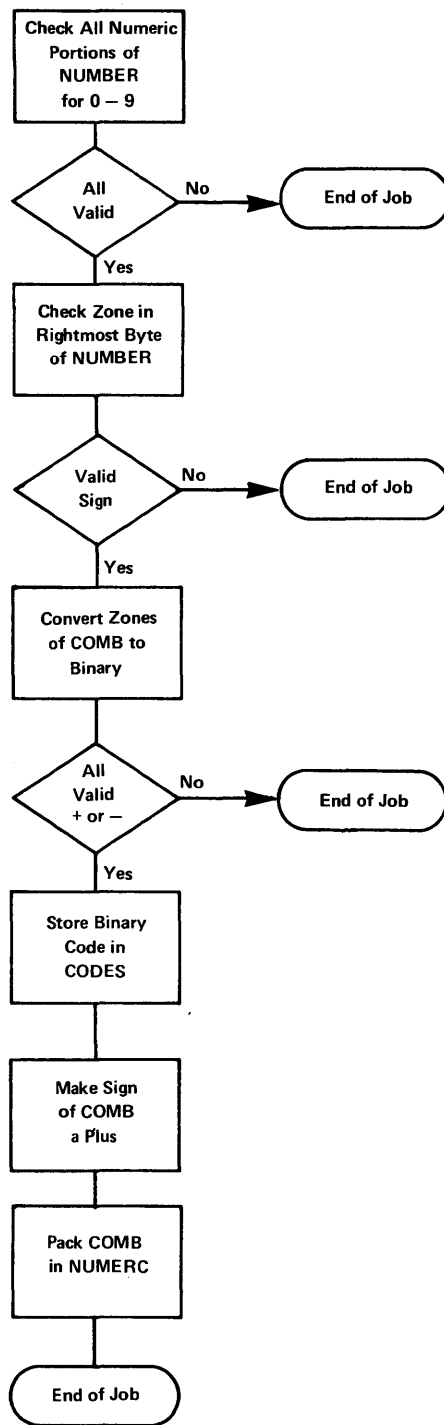 Check All Numeric
Portions of
NUMBER
for 0 — 9
All
Valid
No
End of Job
Yes
Check Zone in
Rightmost Byte
of NUMBER
Valid
Sign
No
End of Job
Yes
Convert Zones
of COMB to
Binary
All
Valid
+ or —
No
End of Job
Yes
Store Binary
Code in
CODES
Make Sign
of COMB
a Plus
Pack COMB
in NUMERC
End of Job